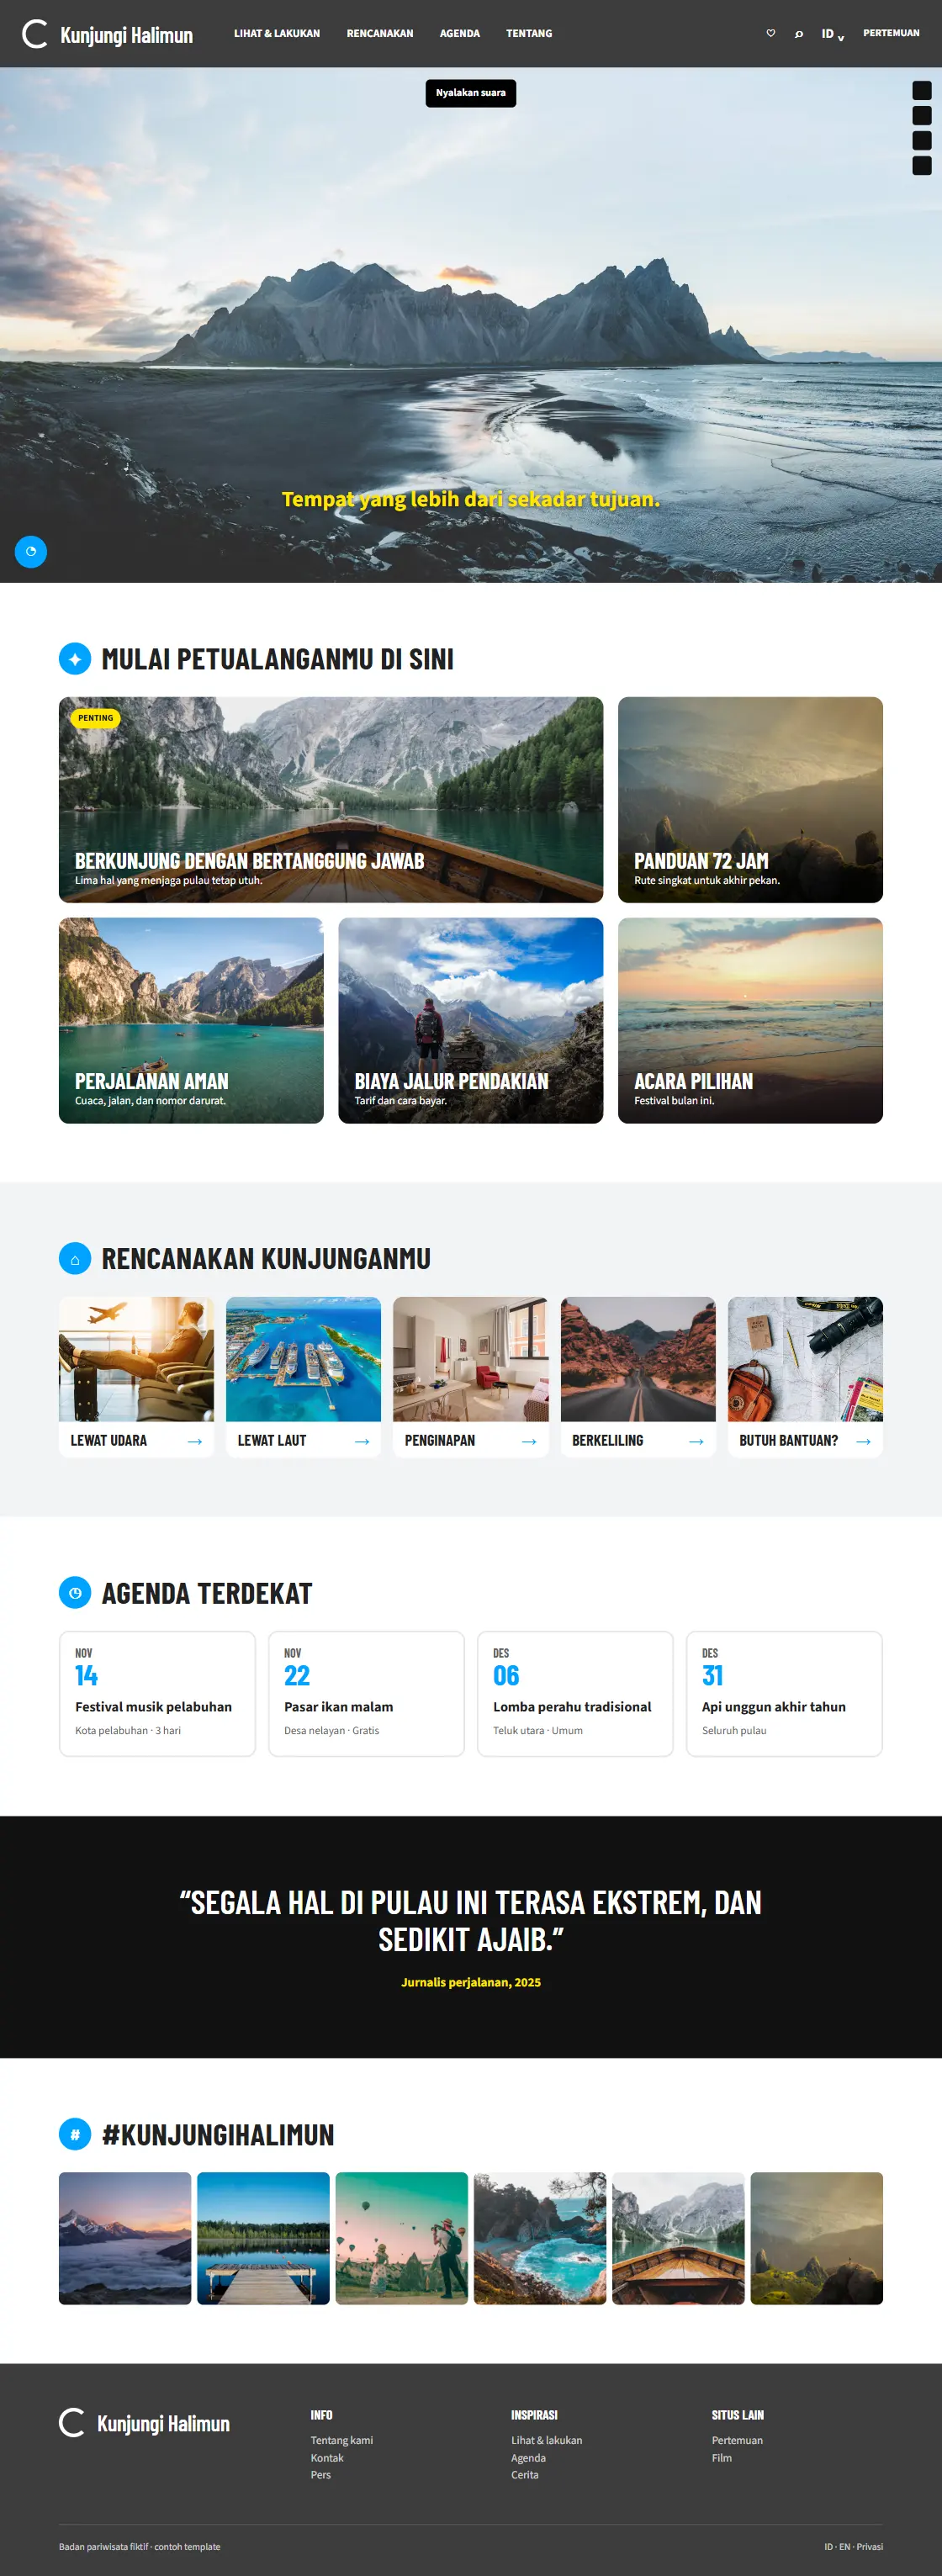 Kunjungi Halimun
LIHAT & LAKUKAN
RENCANAKAN
AGENDA
TENTANG
ID
PERTEMUAN
Nyalakan suara
Tempat yang lebih dari sekadar tujuan.
MULAI PETUALANGANMU DI SINI
PENTING
BERKUNJUNG DENGAN BERTANGGUNG JAWAB
Lima hal yang menjaga pulau tetap utuh.
PANDUAN 72 JAM
Rute singkat untuk akhir pekan.
PERJALANAN AMAN
Cuaca, jalan, dan nomor darurat.
BIAYA JALUR PENDAKIAN
Tarif dan cara bayar.
ACARA PILIHAN
Festival bulan ini.
RENCANAKAN KUNJUNGANMU
LEWAT UDARA →
LEWAT LAUT →
PENGINAPAN →
BERKELILING →
BUTUH BANTUAN? →
AGENDA TERDEKAT
NOV
14
Festival musik pelabuhan
Kota pelabuhan · 3 hari
NOV
22
Pasar ikan malam
Desa nelayan · Gratis
DES
06
Lomba perahu tradisional
Teluk utara · Umum
DES
31
Api unggun akhir tahun
Seluruh pulau
“SEGALA HAL DI PULAU INI TERASA EKSTREM, DAN
SEDIKIT AJAIB.”
Jurnalis perjalanan, 2025
# #KUNJUNGIHALIMUN
Kunjungi Halimun
INFO
Tentang kami
Kontak
Pers
INSPIRASI
Lihat & lakukan
Agenda
Cerita
SITUS LAIN
Pertemuan
Film
Badan pariwisata fiktif · contoh template
ID · EN · Privasi